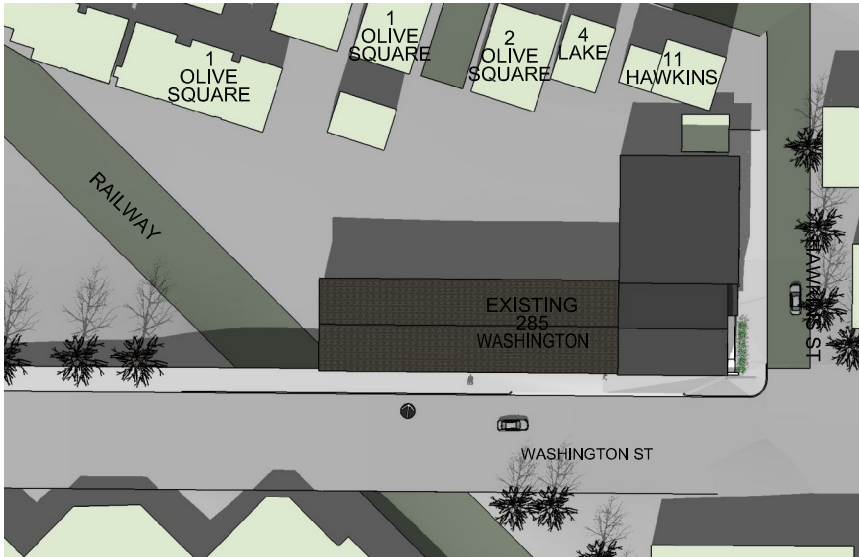 1
OLIVE
SQUARE
1
OLIVE
SQUARE
2
OLIVE
SQUARE
4
LAKE
11
HAWKINS
RAILWAY
EXISTING
285
WASHINGTON
HAWKINS ST
WASHINGTON ST